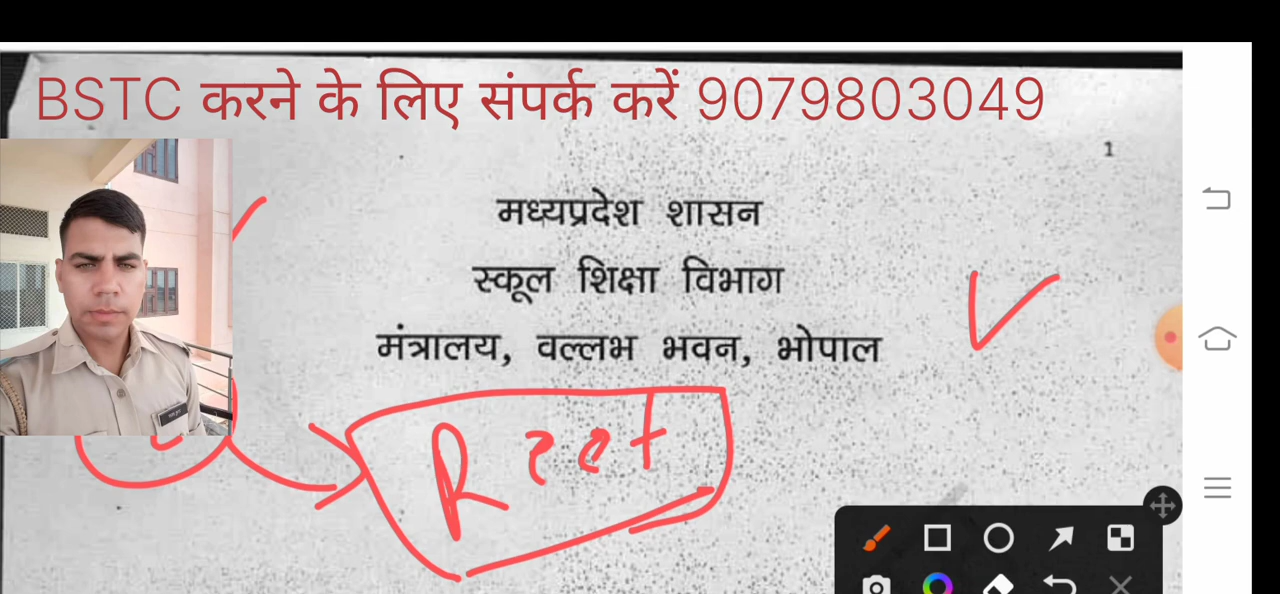 BSTC करने के लिए संपर्क करें 9079803049
1
मध्यप्रदेश शासन
स्कूल शिक्षा विभाग
मंत्रालय, वल्लभ भवन, भोपाल
Reet